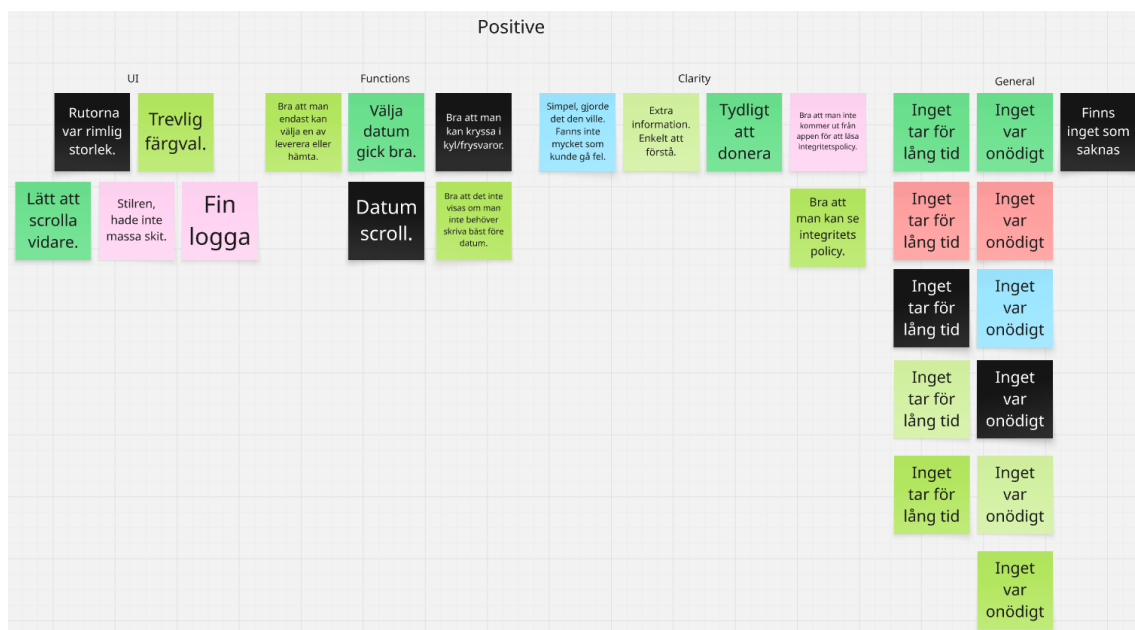 Positive
UI
Functions
Clarity
General
Rutorna
var rimlig
storlek.
Trevlig
färgval.
Lätt att
scrolla
vidare.
Stilren,
hade inte
massa skit.
Fin
logga
Bra att man
endast kan
välja en av
leverera eller
hämta.
Välja
datum
gick bra.
Bra att man
kan kryssa i
kyl/frysvaror.
Datum
scroll.
Bra att det inte
visas om man
inte behöver
skriva bäst före
datum.
Simpel, gjorde
det den ville.
Fanns inte
mycket som
kunde gå fel.
Extra
information.
Enkelt att
förstå.
Tydligt
att
donera
Bra att man inte
kommer ut från
appen för att läsa
integritetspolicy.
Bra att
man kan se
integritets
policy.
Inget
tar för
lång tid
Inget
var
onödigt
Finns
inget som
saknas
Inget
tar för
lång tid
Inget
var
onödigt
Inget
tar för
lång tid
Inget
var
onödigt
Inget
tar för
lång tid
Inget
var
onödigt
Inget
tar för
lång tid
Inget
var
onödigt
Inget
var
onödigt